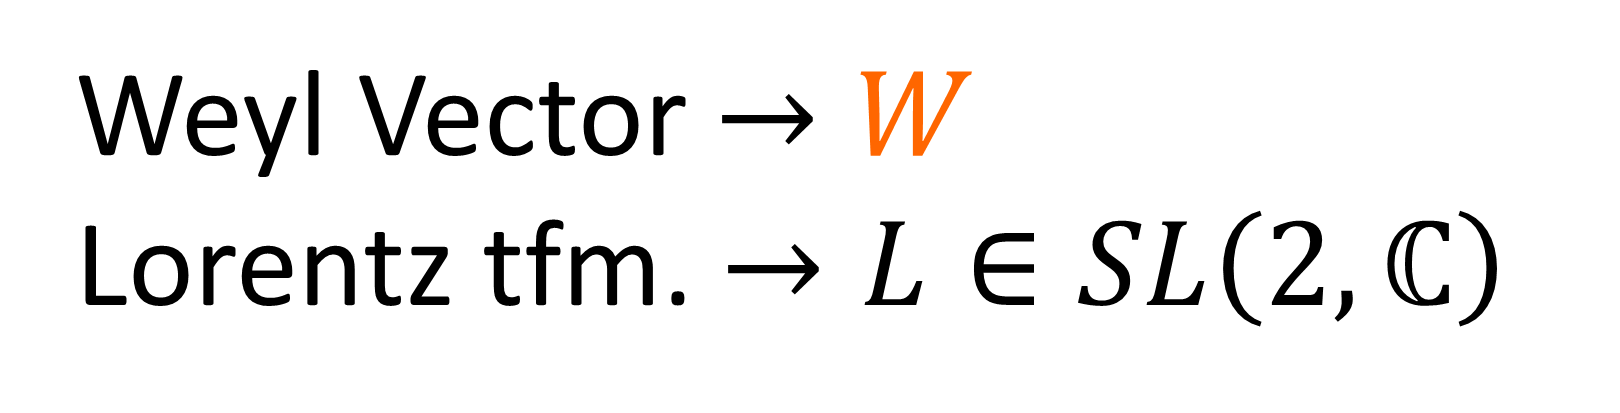 Weyl Vector → W
Lorentz tfm. → L ∈ SL(2, ℂ)